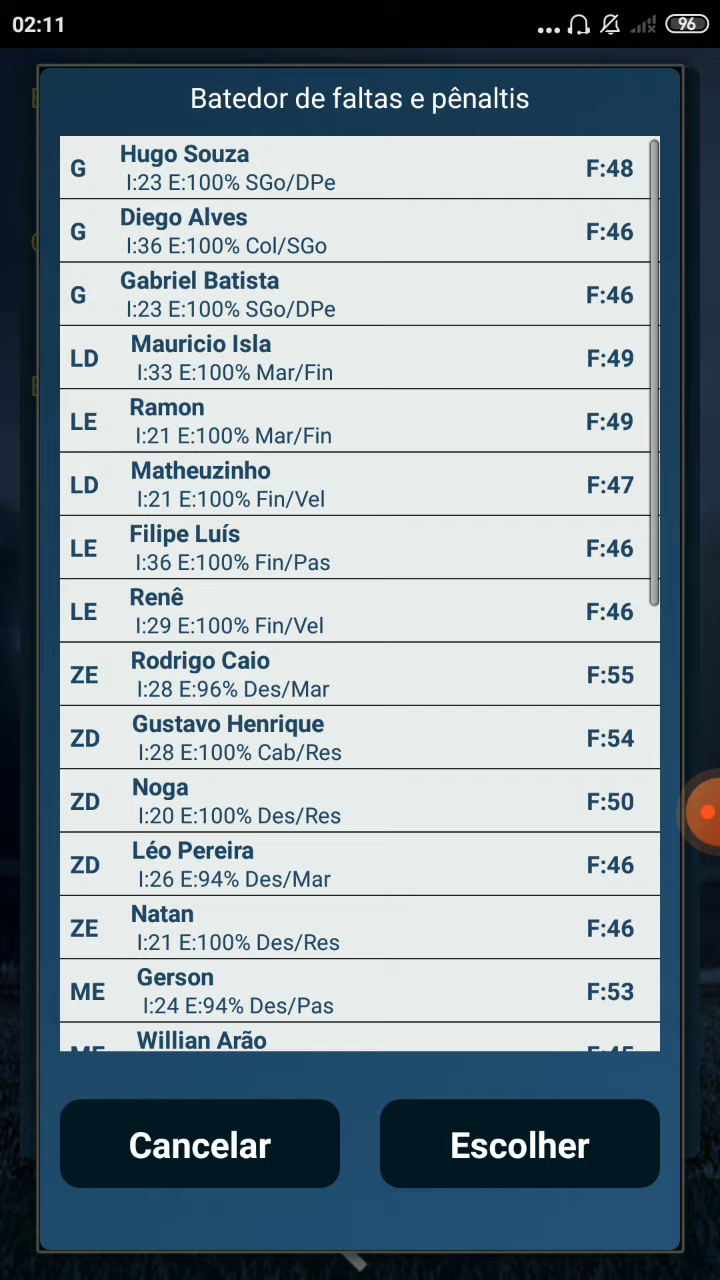 02:11
96
Batedor de faltas e pênaltis
G Hugo Souza F:48
I:23 E:100% SGo/DPe
G Diego Alves F:46
I:36 E:100% Col/SGo
G Gabriel Batista F:46
I:23 E:100% SGo/DPe
LD Mauricio Isla F:49
I:33 E:100% Mar/Fin
LE Ramon F:49
I:21 E:100% Mar/Fin
LD Matheuzinho F:47
I:21 E:100% Fin/Vel
LE Filipe Luís F:46
I:36 E:100% Fin/Pas
LE Renê F:46
I:29 E:100% Fin/Vel
ZE Rodrigo Caio F:55
I:28 E:96% Des/Mar
ZD Gustavo Henrique F:54
I:28 E:100% Cab/Res
ZD Noga F:50
I:20 E:100% Des/Res
ZD Léo Pereira F:46
I:26 E:94% Des/Mar
ZE Natan F:46
I:21 E:100% Des/Res
ME Gerson F:53
I:24 E:94% Des/Pas
Willian Arão
Cancelar
Escolher